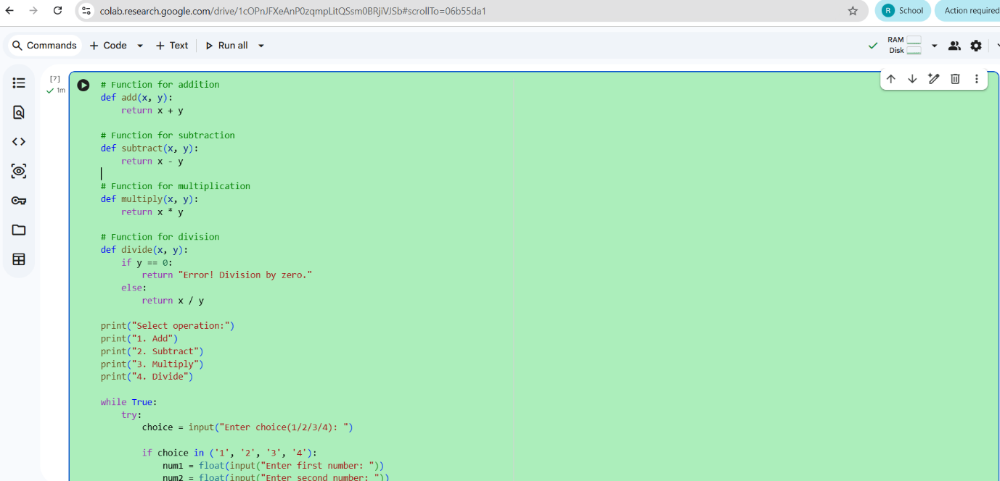 colab.research.google.com/drive/1cOPnJFXeAnP0zqmpLitQSsm0BRjiVJSb#scrollTo=06b55da1
R School
Action required
Commands
+ Code
+ Text
Run all
RAM
Disk
[7]
1m
# Function for addition
def add(x, y):
    return x + y
# Function for subtraction
def subtract(x, y):
    return x - y
# Function for multiplication
def multiply(x, y):
    return x * y
# Function for division
def divide(x, y):
    if y == 0:
        return "Error! Division by zero."
    else:
        return x / y
print("Select operation:")
print("1. Add")
print("2. Subtract")
print("3. Multiply")
print("4. Divide")
while True:
    try:
        choice = input("Enter choice(1/2/3/4): ")
        if choice in ('1', '2', '3', '4'):
            num1 = float(input("Enter first number: "))
            num2 = float(input("Enter second number: "))